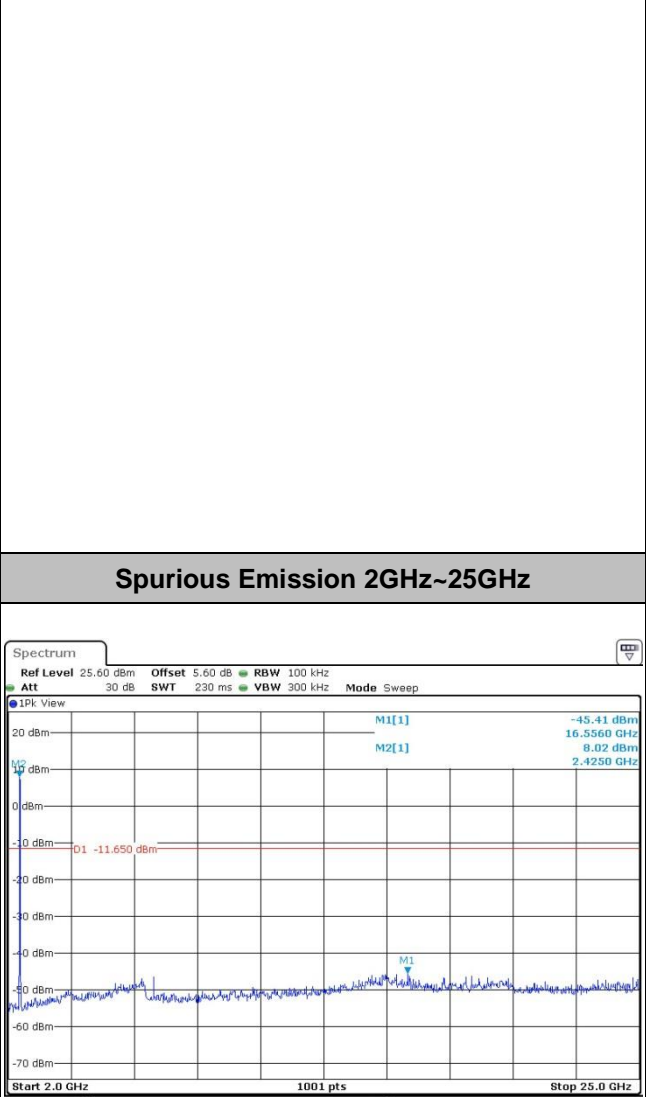 Spurious Emission 2GHz~25GHz
Spectrum
Ref Level 25.60 dBm Offset 5.60 dB RBW 100 kHz
Att 30 dB SWT 230 ms VBW 300 kHz Mode Sweep
1Pk View
M1[1] -45.41 dBm
16.5560 GHz
20 dBm
M2[1] 8.02 dBm
2.4250 GHz
M2
10 dBm
0 dBm
-10 dBm
D1 -11.650 dBm
-20 dBm
-30 dBm
-40 dBm
M1
-50 dBm
-60 dBm
-70 dBm
Start 2.0 GHz 1001 pts Stop 25.0 GHz